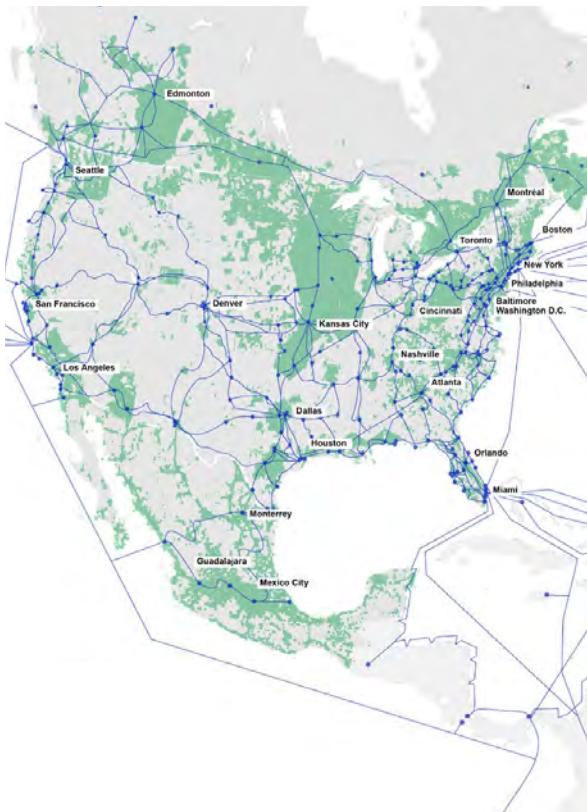 Edmonton
Seattle
Montréal
Boston
Toronto
New York
Philadelphia
San Francisco
Denver
Cincinnati
Baltimore
Washington D.C.
Kansas City
Nashville
Los Angeles
Atlanta
Dallas
Houston
Orlando
Miami
Monterrey
Guadalajara
Mexico City